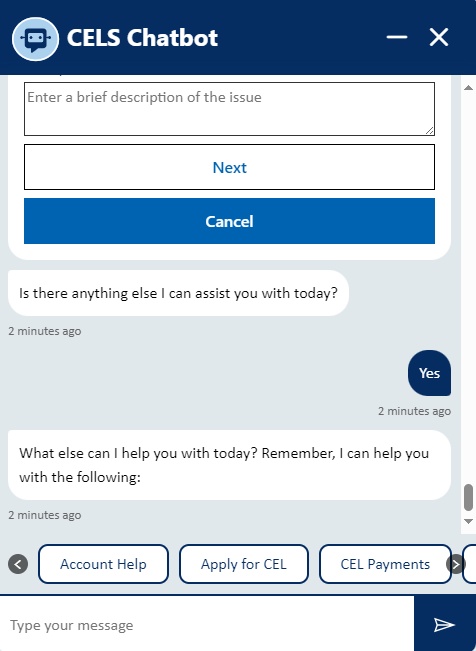 CELS Chatbot
Enter a brief description of the issue
Next
Cancel
Is there anything else I can assist you with today?
2 minutes ago
Yes
2 minutes ago
What else can I help you with today? Remember, I can help you
with the following:
2 minutes ago
Account Help
Apply for CEL
CEL Payments
Type your message